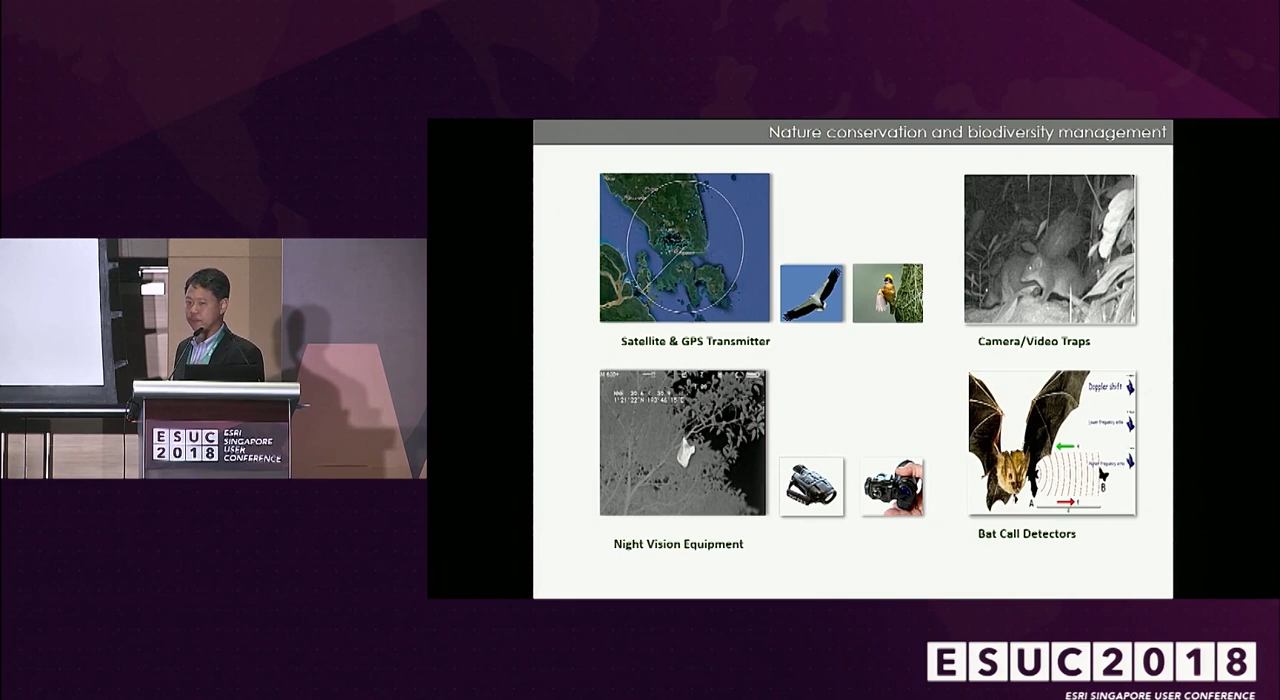 Nature conservation and biodiversity management
Satellite & GPS Transmitter
Camera/Video Traps
Doppler shift
A
B
Night Vision Equipment
Bat Call Detectors
ESUC
2018
ESRI
SINGAPORE
USER
CONFERENCE
ESUC2018
ESRI SINGAPORE USER CONFERENCE